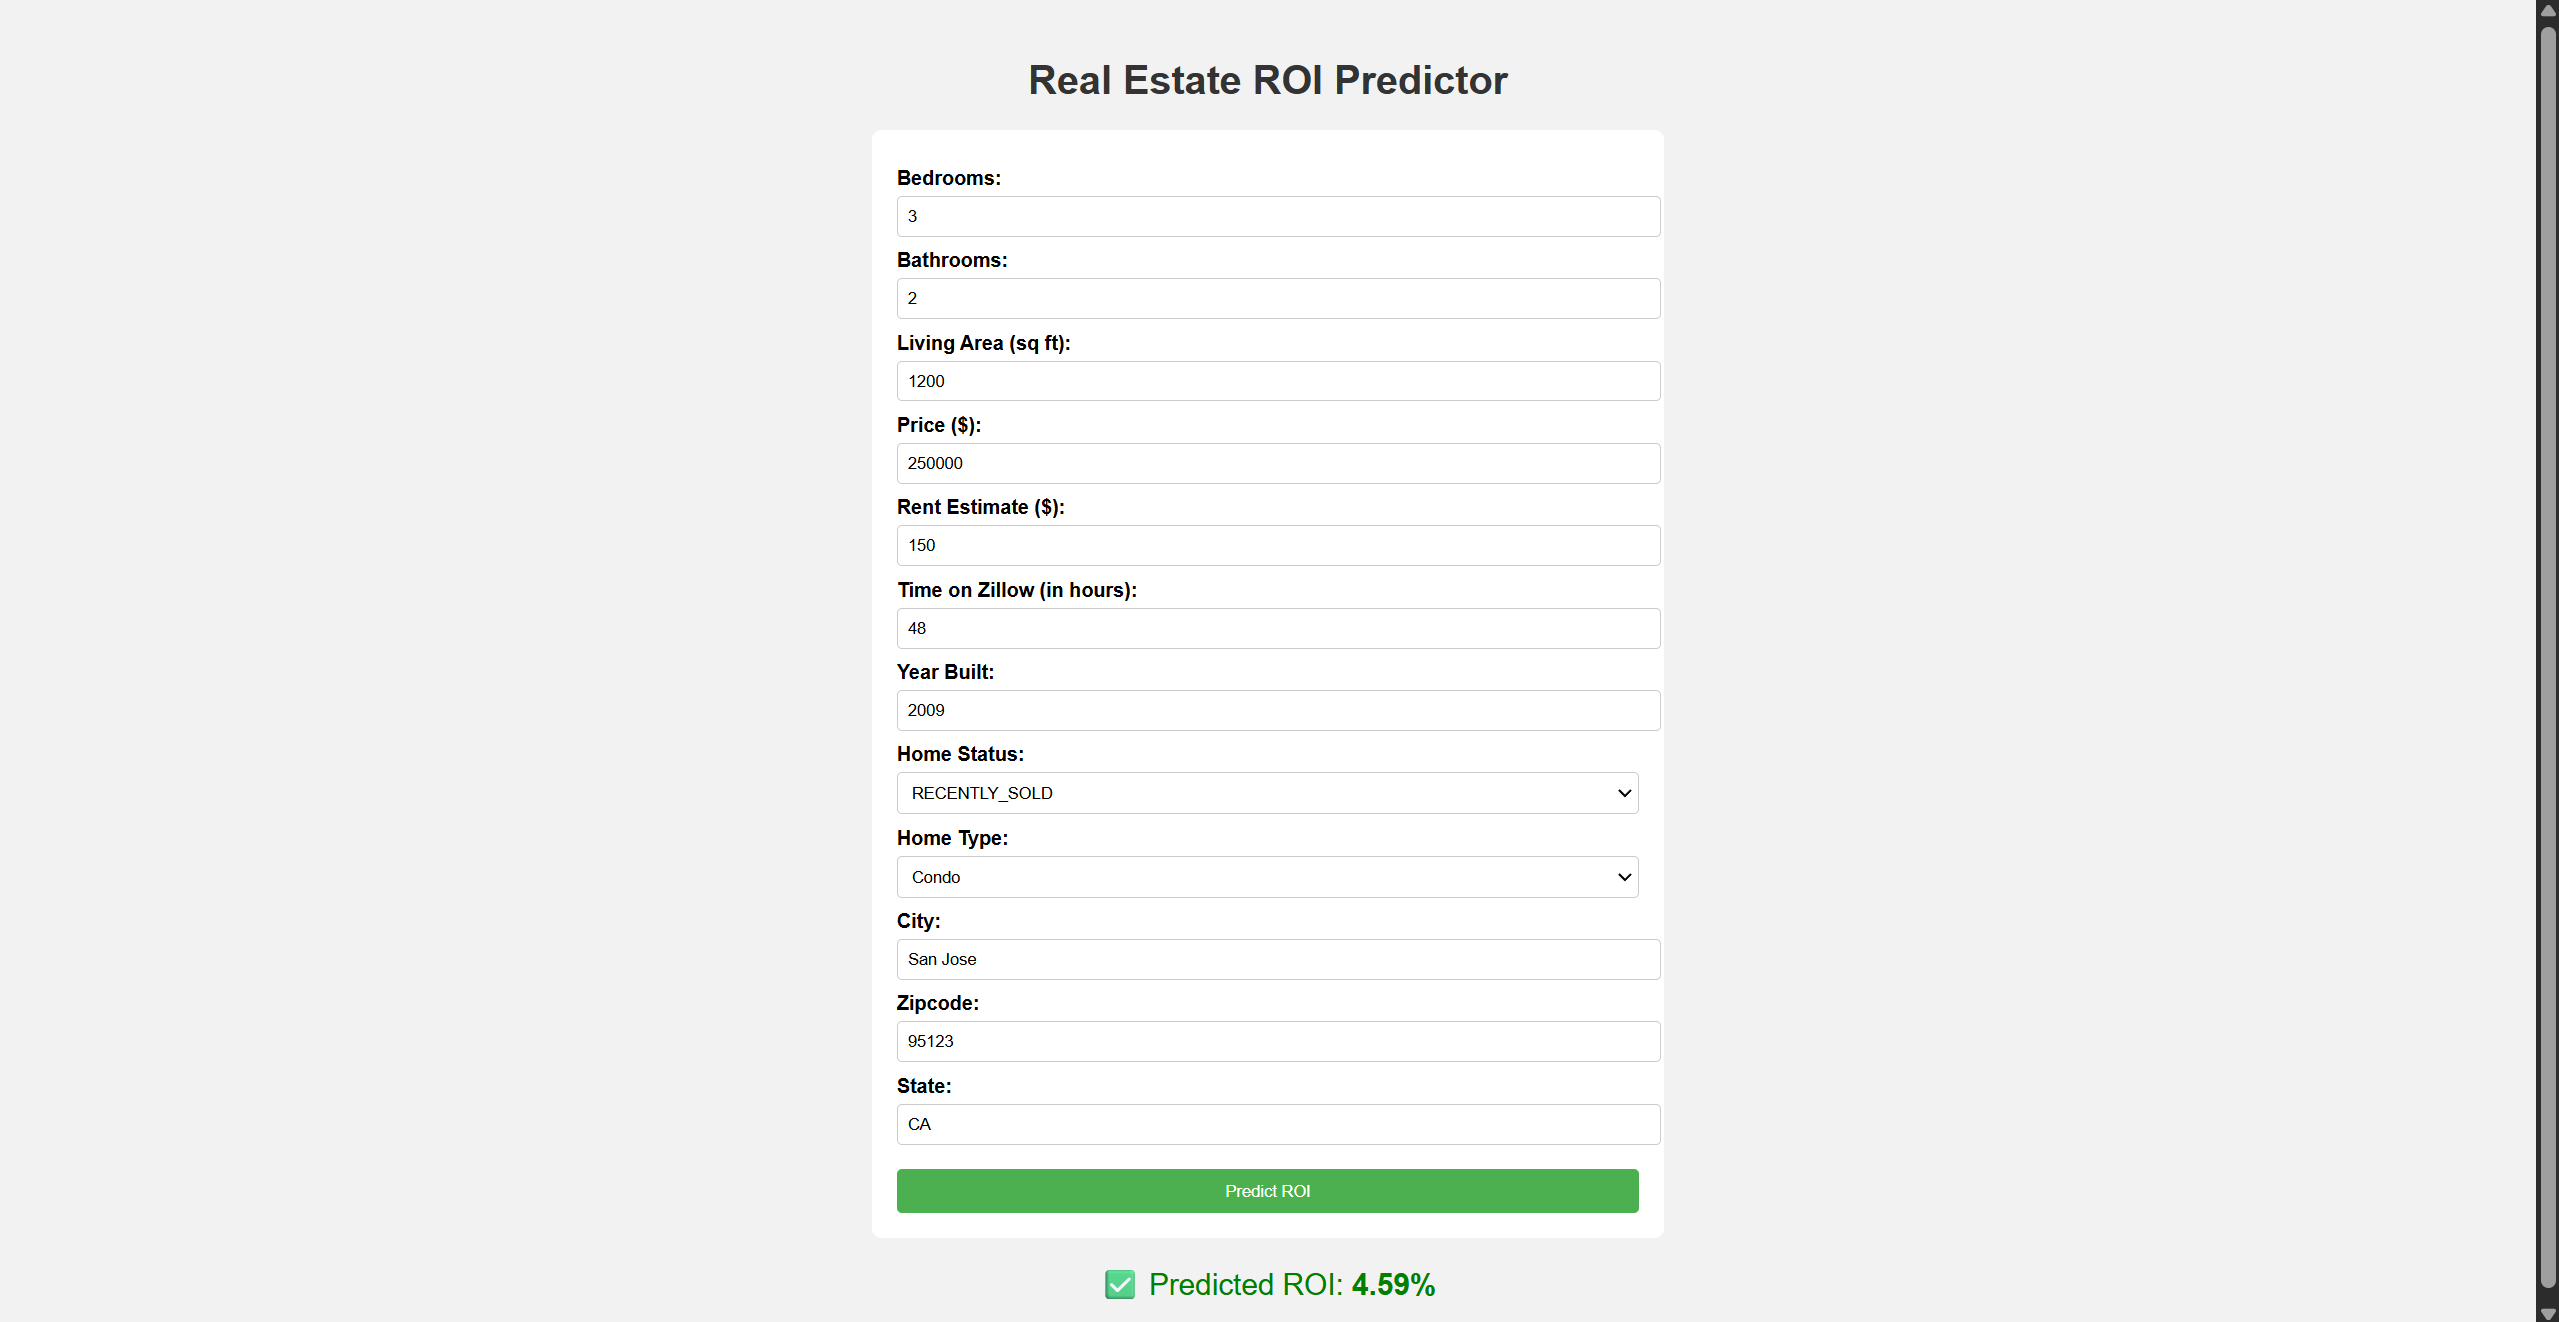 Real Estate ROI Predictor
Bedrooms:
3
Bathrooms:
2
Living Area (sq ft):
1200
Price ($):
250000
Rent Estimate ($):
150
Time on Zillow (in hours):
48
Year Built:
2009
Home Status:
RECENTLY_SOLD
Home Type:
Condo
City:
San Jose
Zipcode:
95123
State:
CA
Predict ROI
✅ Predicted ROI: 4.59%